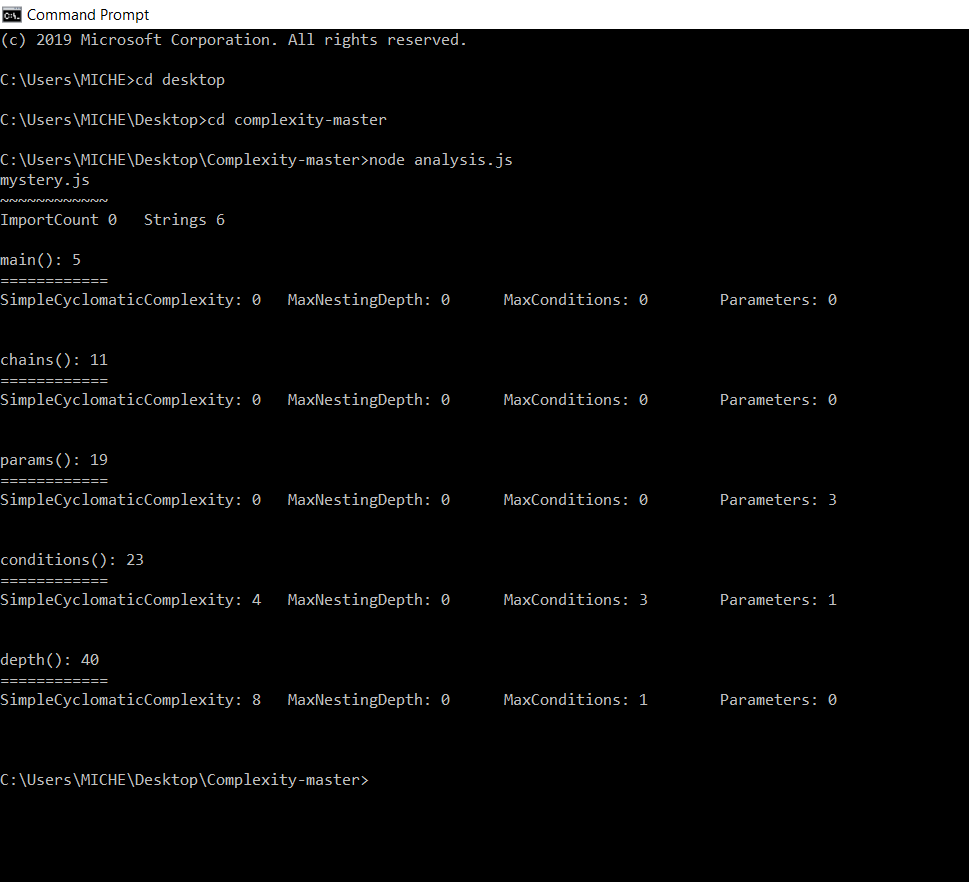 Command Prompt
(c) 2019 Microsoft Corporation. All rights reserved.
C:\Users\MICHE>cd desktop
C:\Users\MICHE\Desktop>cd complexity-master
C:\Users\MICHE\Desktop\Complexity-master>node analysis.js
mystery.js
~~~~~~~~~~~~
ImportCount 0   Strings 6
main(): 5
============
SimpleCyclomaticComplexity: 0   MaxNestingDepth: 0      MaxConditions: 0        Parameters: 0
chains(): 11
============
SimpleCyclomaticComplexity: 0   MaxNestingDepth: 0      MaxConditions: 0        Parameters: 0
params(): 19
============
SimpleCyclomaticComplexity: 0   MaxNestingDepth: 0      MaxConditions: 0        Parameters: 3
conditions(): 23
============
SimpleCyclomaticComplexity: 4   MaxNestingDepth: 0      MaxConditions: 3        Parameters: 1
depth(): 40
============
SimpleCyclomaticComplexity: 8   MaxNestingDepth: 0      MaxConditions: 1        Parameters: 0
C:\Users\MICHE\Desktop\Complexity-master>